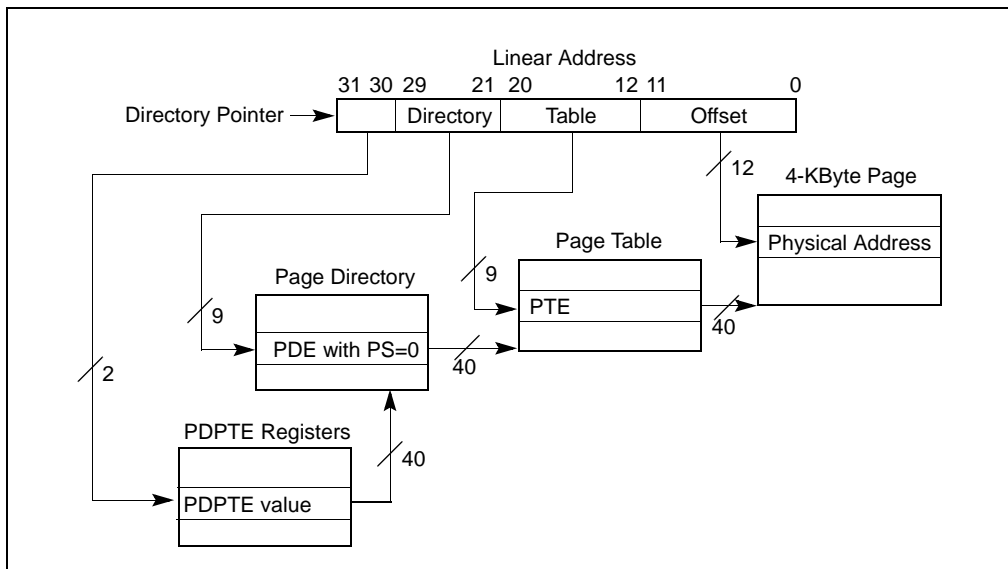 Linear Address
31 30 29 21 20 12 11 0
Directory Pointer Directory Table Offset
12
4-KByte Page
Physical Address
Page Table
9
PTE
40
Page Directory
9
PDE with PS=0
40
2
PDPTE Registers
40
PDPTE value